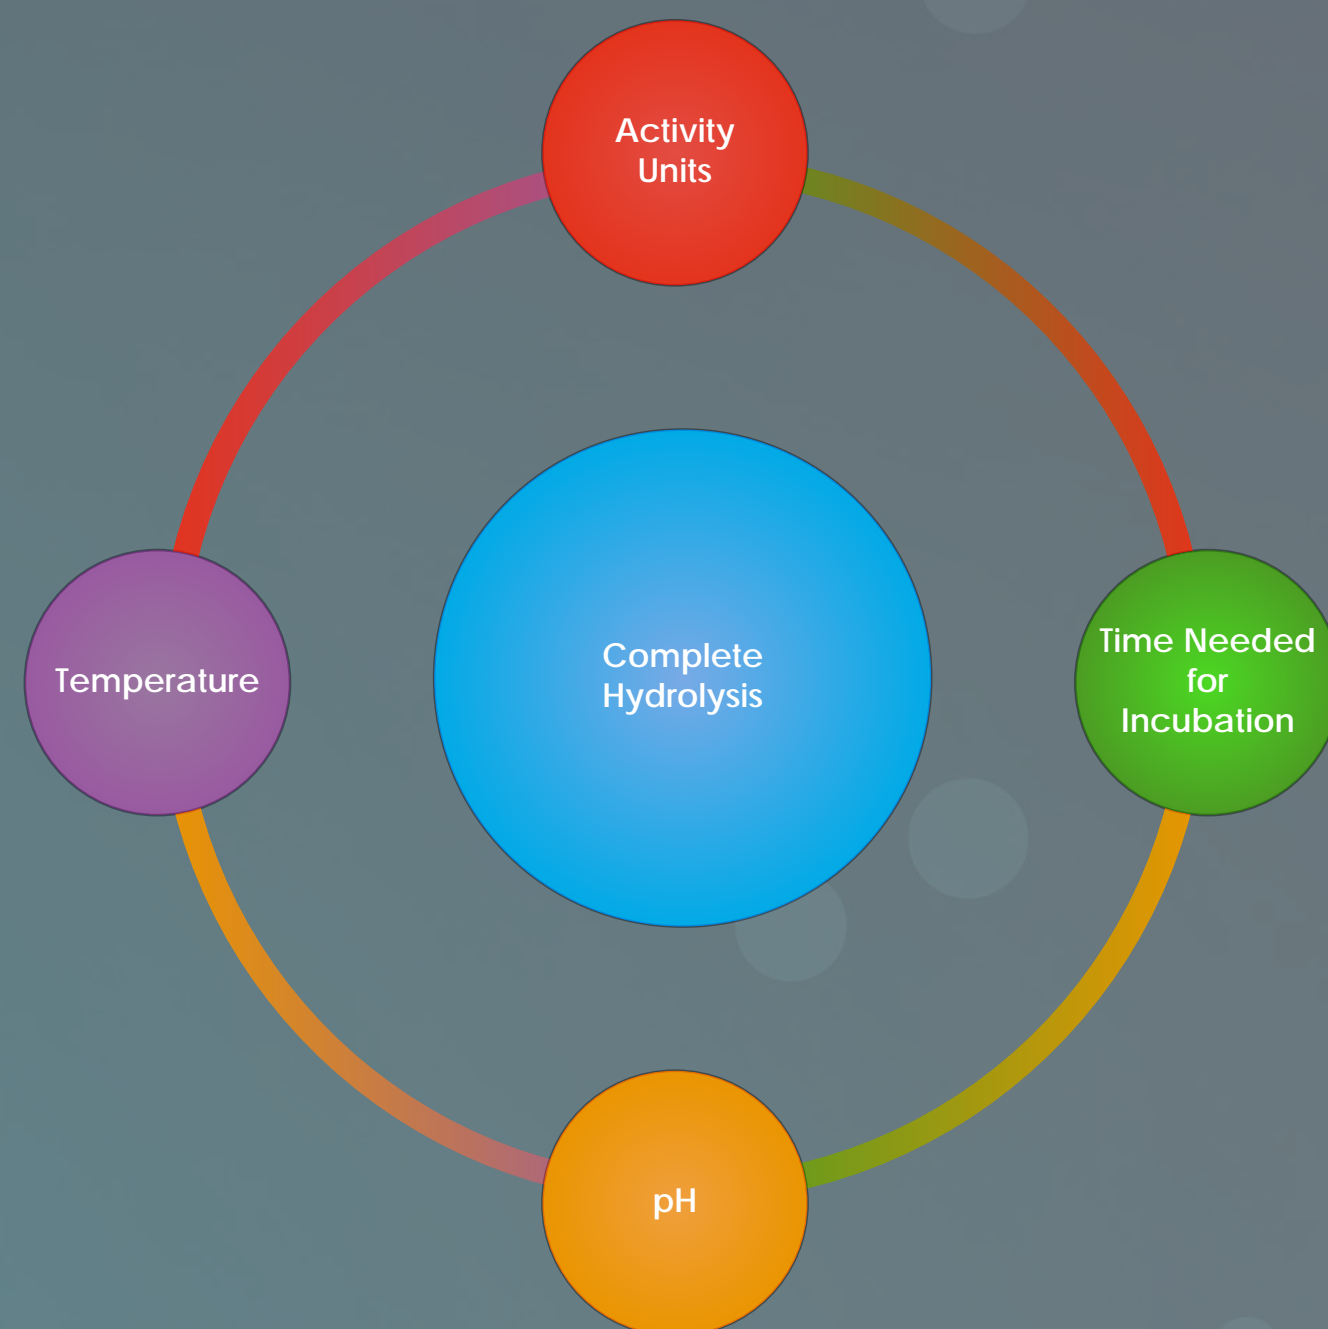 Activity
Units
Time Needed
for
Incubation
Complete
Hydrolysis
Temperature
pH